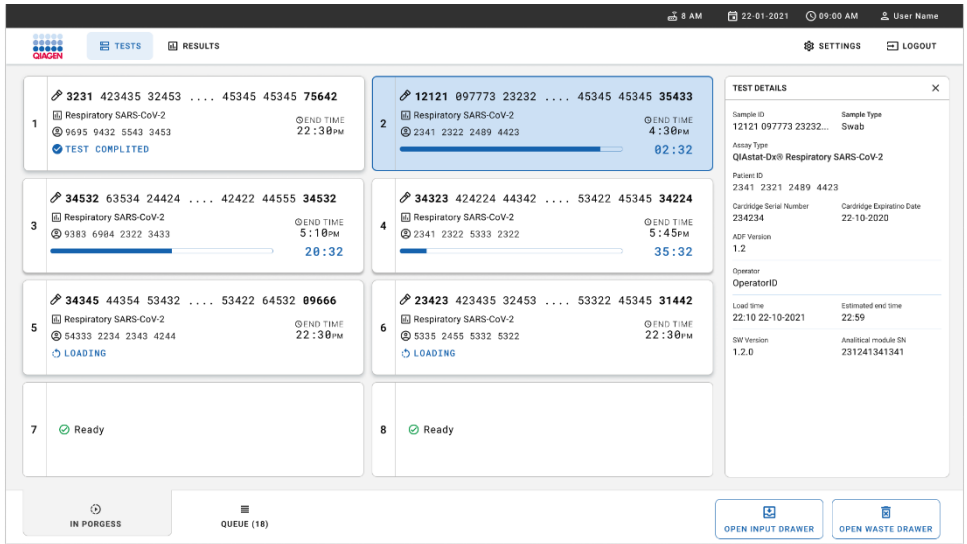 8 AM 22-01-2021 09:00 AM User Name
QIAGEN TESTS RESULTS SETTINGS LOGOUT
1
3231 423435 32453 .... 45345 45345 75642
Respiratory SARS-CoV-2
9695 9432 5543 3453
TEST COMPLITED
END TIME
22:30PM
2
12121 097773 23232 .... 45345 45345 35433
Respiratory SARS-CoV-2
2341 2322 2489 4423
END TIME
4:30PM
02:32
3
34532 63534 24424 .... 42422 44555 34532
Respiratory SARS-CoV-2
9383 6984 2322 3433
END TIME
5:10PM
20:32
4
34323 424224 44342 .... 53422 45345 34224
Respiratory SARS-CoV-2
2341 2322 5333 2322
END TIME
5:45PM
35:32
5
34345 44354 53432 .... 53422 64532 09666
Respiratory SARS-CoV-2
54333 2234 2343 4244
LOADING
END TIME
22:30PM
6
23423 423435 32453 .... 53322 45345 31442
Respiratory SARS-CoV-2
5335 2455 5332 5322
LOADING
END TIME
22:30PM
7
Ready
8
Ready
TEST DETAILS
Sample ID Sample Type
12121 097773 23232... Swab
Assay Type
QIAstat-Dx® Respiratory SARS-CoV-2
Patient ID
2341 2321 2489 4423
Cardridge Serial Number Cardridge Expiratino Date
234234 22-10-2020
ADF Version
1.2
Operator
OperatorID
Load time Estimated end time
22:10 22-10-2021 22:59
SW Version Analitical module SN
1.2.0 231241341341
IN PORGESS QUEUE (18) OPEN INPUT DRAWER OPEN WASTE DRAWER